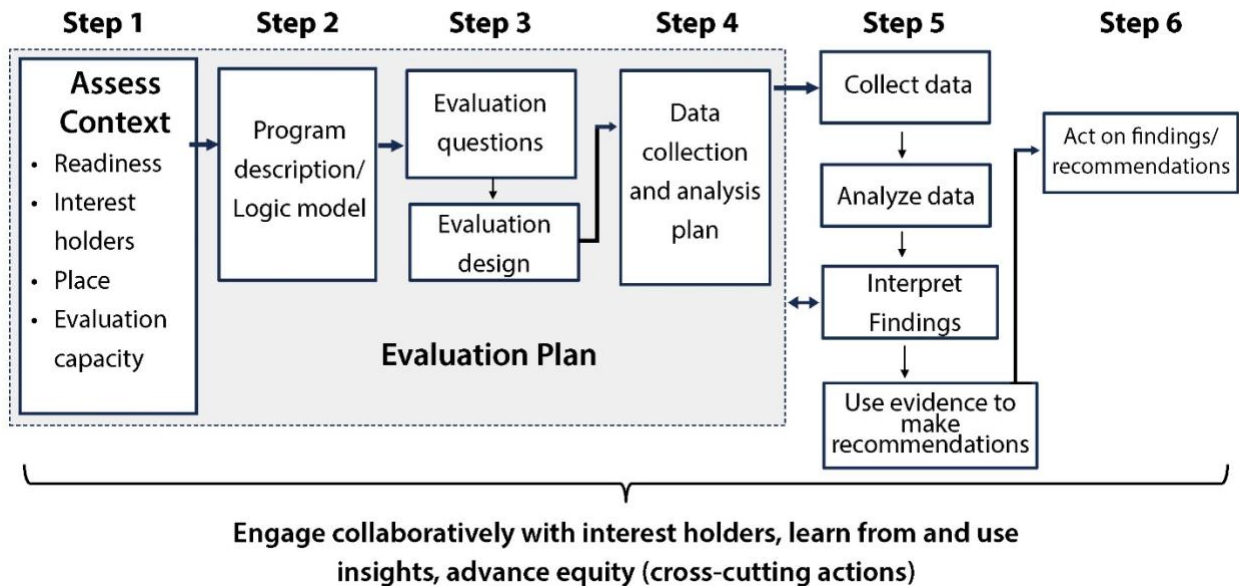 Step 1
Step 2
Step 3
Step 4
Step 5
Step 6
Assess
Context
• Readiness
• Interest
holders
• Place
• Evaluation
capacity
Program
description/
Logic model
Evaluation
questions
Evaluation
design
Data
collection
and analysis
plan
Evaluation Plan
Collect data
Analyze data
Interpret
Findings
Use evidence to
make
recommendations
Act on findings/
recommendations
Engage collaboratively with interest holders, learn from and use
insights, advance equity (cross-cutting actions)